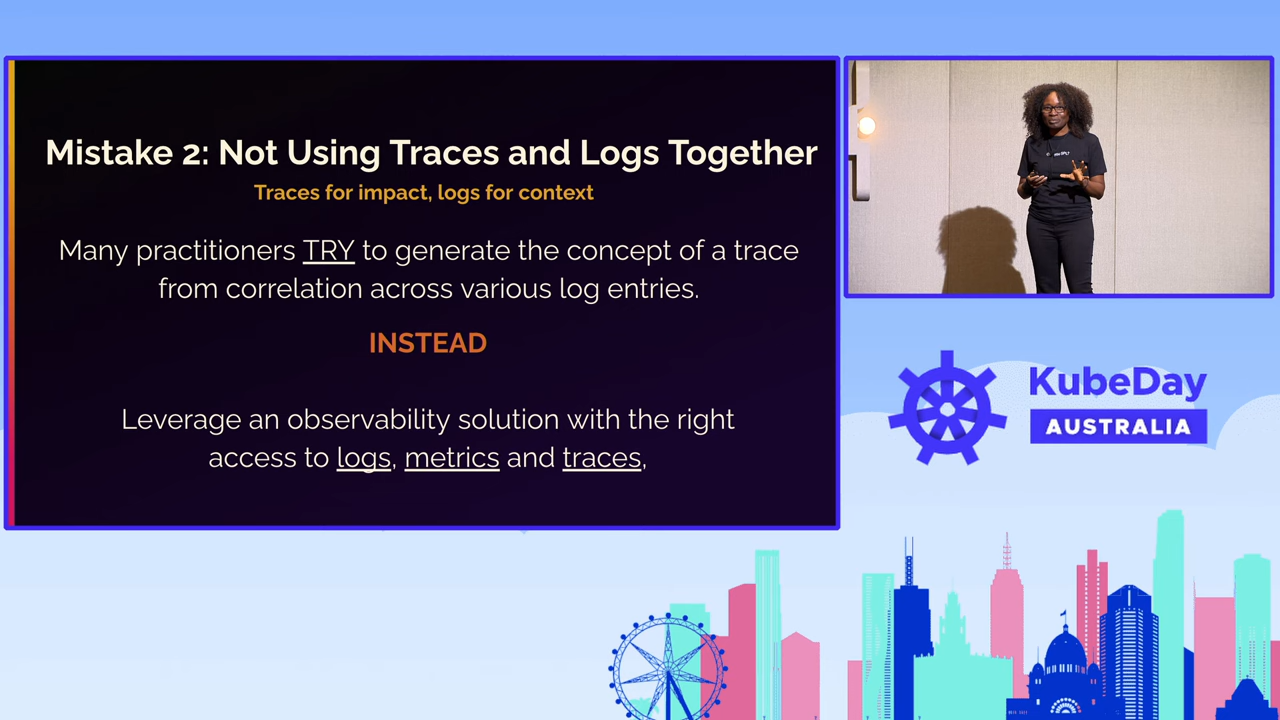 Mistake 2: Not Using Traces and Logs Together
Traces for impact, logs for context
Many practitioners TRY to generate the concept of a trace
from correlation across various log entries.
INSTEAD
Leverage an observability solution with the right
access to logs, metrics and traces,
KubeDay
AUSTRALIA